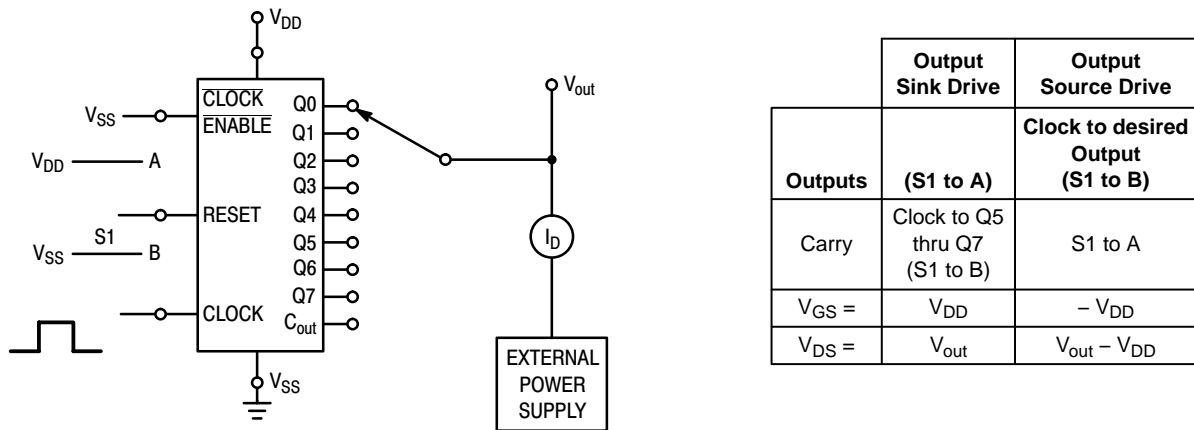 VDD
CLOCK
ENABLE
VSS
VDD
A
RESET
S1
VSS
B
CLOCK
Q0
Q1
Q2
Q3
Q4
Q5
Q6
Q7
Cout
VSS
Vout
ID
EXTERNAL
POWER
SUPPLY
Output
Sink Drive
Output
Source Drive
Outputs
(S1 to A)
Clock to desired
Output
(S1 to B)
Carry
Clock to Q5
thru Q7
(S1 to B)
S1 to A
VGS =
VDD
– VDD
VDS =
Vout
Vout – VDD